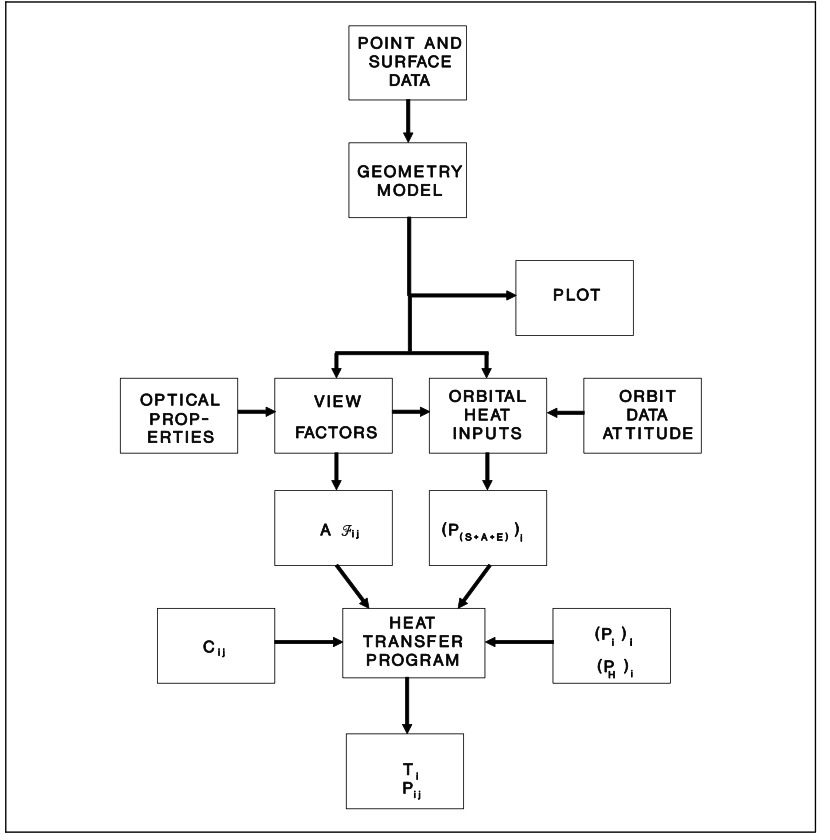 POINT AND
SURFACE
DATA
GEOMETRY
MODEL
PLOT
OPTICAL
PROP-
ERTIES
VIEW
FACTORS
ORBITAL
HEAT
INPUTS
ORBIT
DATA
ATTITUDE
A ℱij
(P(S+A+E))i
Cij
HEAT
TRANSFER
PROGRAM
(Pi)i
(PH)i
Ti
Pij